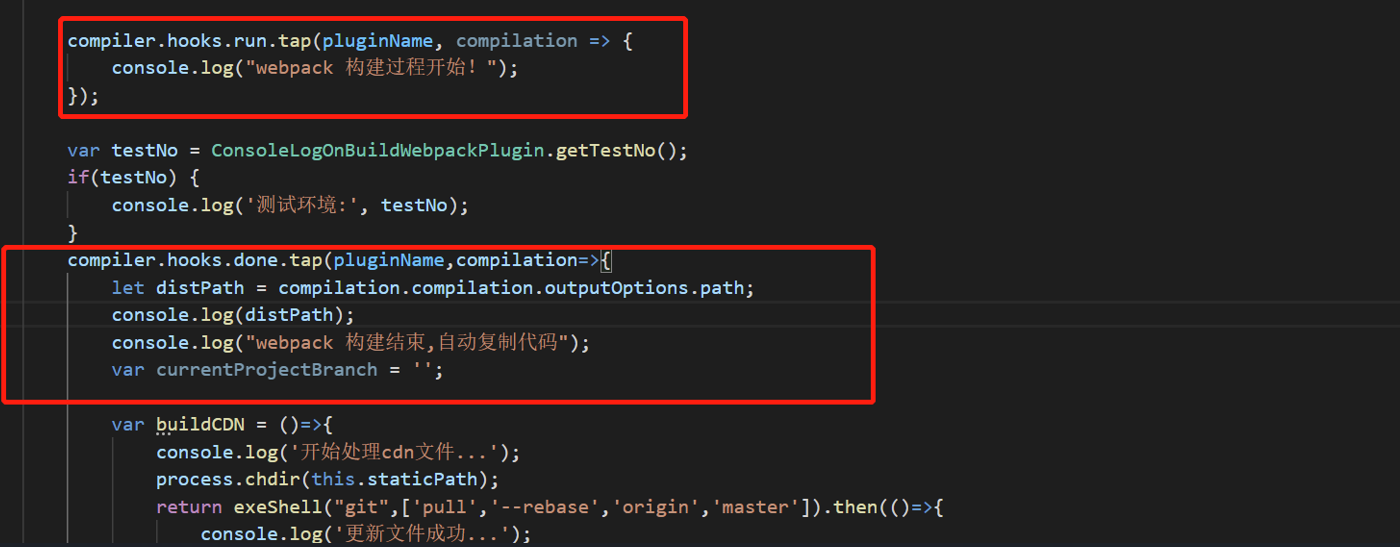 compiler.hooks.run.tap(pluginName, compilation => {
console.log("webpack 构建过程开始！");
});
var testNo = ConsoleLogOnBuildWebpackPlugin.getTestNo();
if(testNo) {
console.log('测试环境:', testNo);
}
compiler.hooks.done.tap(pluginName,compilation=>{
let distPath = compilation.compilation.outputOptions.path;
console.log(distPath);
console.log("webpack 构建结束,自动复制代码");
var currentProjectBranch = '';
var buildCDN = ()=>{
console.log('开始处理cdn文件...');
process.chdir(this.staticPath);
return exeShell("git",['pull','--rebase','origin','master']).then(()=>{
console.log('更新文件成功...');